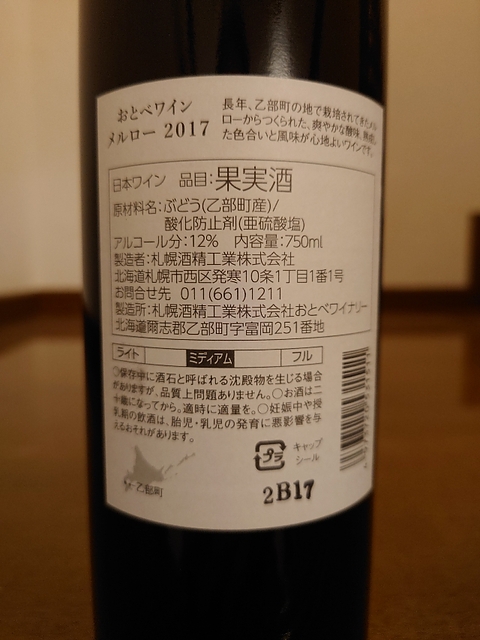 おとべワイン
メルロー 2017
長年、乙部町の地で栽培されてきたメル
ローからつくられた、爽やかな酸味、熟成し
た色合いと風味が心地よいワインです。
日本ワイン 品目:果実酒
原材料名:ぶどう(乙部町産)/
酸化防止剤(亜硫酸塩)
アルコール分:12% 内容量:750ml
製造者:札幌酒精工業株式会社
北海道札幌市西区発寒10条1丁目1番1号
お問合せ先 011(661)1211
製造所:札幌酒精工業株式会社おとべワイナリー
北海道爾志郡乙部町字富岡251番地
ライト ミディアム フル
○保存中に酒石と呼ばれる沈殿物を生じる場合
がありますが、品質上問題ありません。○お酒は二
十歳になってから。適時に適量を。○妊娠中や授
乳期の飲酒は、胎児・乳児の発育に悪影響を与
えるおそれがあります。
プラ
キャップ
シール
乙部町
2B17